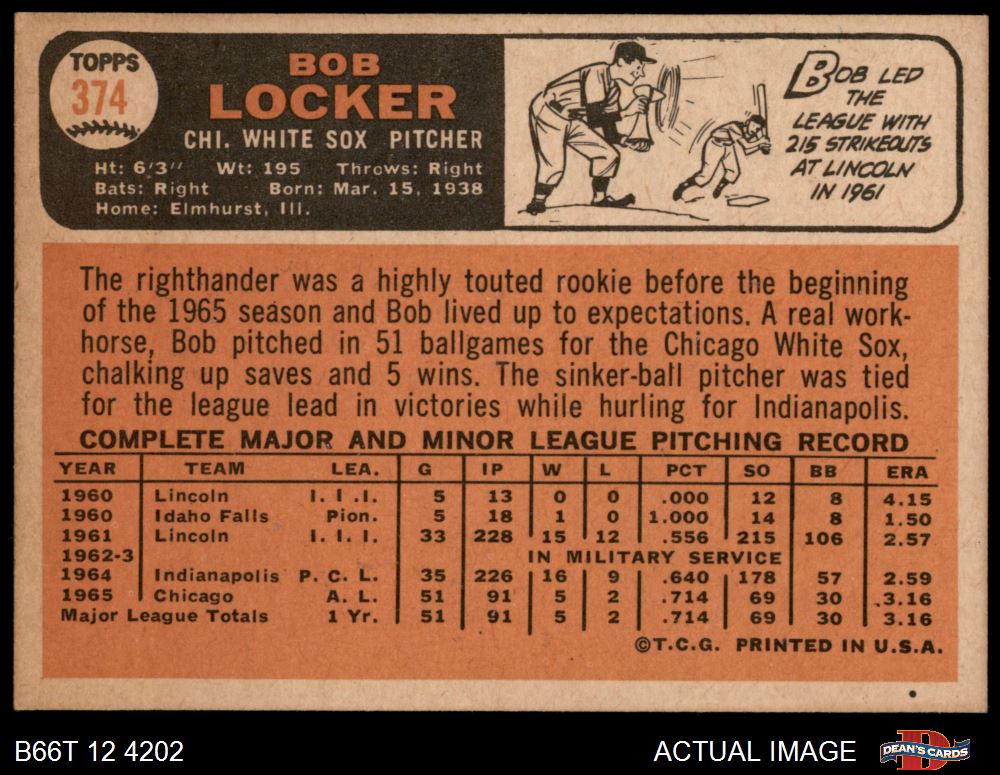 TOPPS
374
BOB
LOCKER
CHI. WHITE SOX PITCHER
Ht: 6'3" Wt: 195 Throws: Right
Bats: Right Born: Mar. 15, 1938
Home: Elmhurst, Ill.
BOB LED
THE
LEAGUE WITH
215 STRIKEOUTS
AT LINCOLN
IN 1961
The righthander was a highly touted rookie before the beginning
of the 1965 season and Bob lived up to expectations. A real work-
horse, Bob pitched in 51 ballgames for the Chicago White Sox,
chalking up saves and 5 wins. The sinker-ball pitcher was tied
for the league lead in victories while hurling for Indianapolis.
COMPLETE MAJOR AND MINOR LEAGUE PITCHING RECORD
YEAR TEAM LEA. G IP W L PCT SO BB ERA
1960 Lincoln I. I .I. 5 13 0 0 .000 12 8 4.15
1960 Idaho Falls Pion. 5 18 1 0 1.000 14 8 1.50
1961 Lincoln I. I. I. 33 228 15 12 .556 215 106 2.57
1962-3 IN MILITARY SERVICE
1964 Indianapolis P. C. L. 35 226 16 9 .640 178 57 2.59
1965 Chicago A. L. 51 91 5 2 .714 69 30 3.16
Major League Totals 1 Yr. 51 91 5 2 .714 69 30 3.16
©T.C.G. PRINTED IN U.S.A.
B66T 12 4202
ACTUAL IMAGE
DEAN'S CARDS